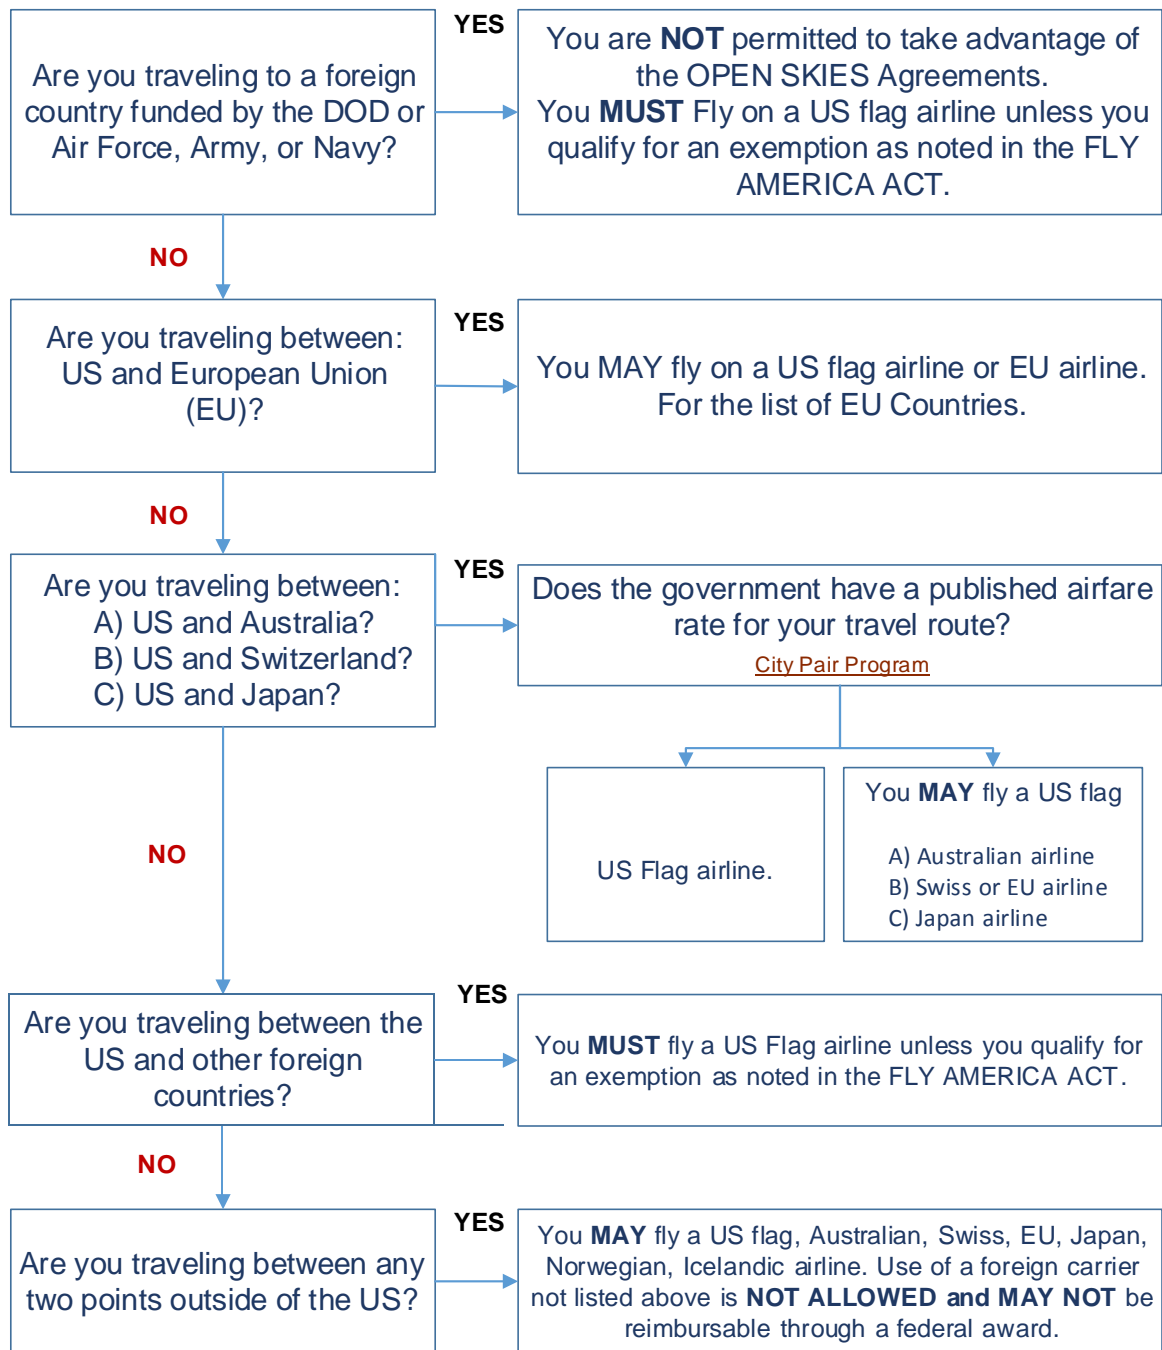 Are you traveling to a foreign
country funded by the DOD or
Air Force, Army, or Navy?
YES
You are NOT permitted to take advantage of
the OPEN SKIES Agreements.
You MUST Fly on a US flag airline unless you
qualify for an exemption as noted in the FLY
AMERICA ACT.
NO
Are you traveling between:
US and European Union
(EU)?
YES
You MAY fly on a US flag airline or EU airline.
For the list of EU Countries.
NO
Are you traveling between:
A) US and Australia?
B) US and Switzerland?
C) US and Japan?
YES
Does the government have a published airfare
rate for your travel route?
City Pair Program
US Flag airline.
You MAY fly a US flag
A) Australian airline
B) Swiss or EU airline
C) Japan airline
NO
Are you traveling between the
US and other foreign
countries?
YES
You MUST fly a US Flag airline unless you qualify for
an exemption as noted in the FLY AMERICA ACT.
NO
Are you traveling between any
two points outside of the US?
YES
You MAY fly a US flag, Australian, Swiss, EU, Japan,
Norwegian, Icelandic airline. Use of a foreign carrier
not listed above is NOT ALLOWED and MAY NOT be
reimbursable through a federal award.